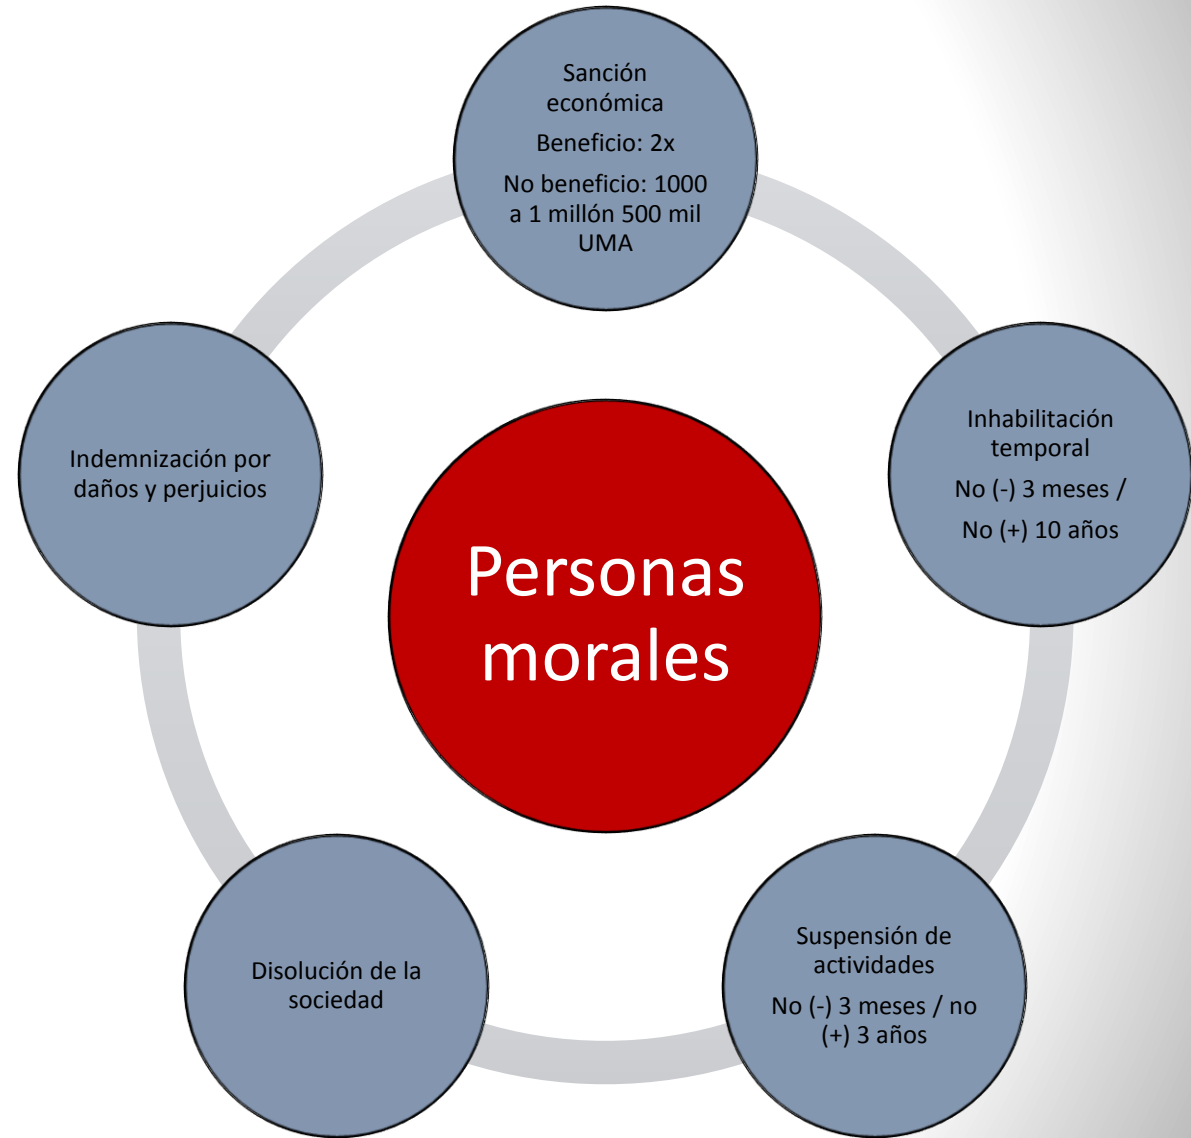 Sanción
económica
Beneficio: 2x
No beneficio: 1000
a 1 millón 500 mil
UMA
Inhabilitación
temporal
No (-) 3 meses /
No (+) 10 años
Suspensión de
actividades
No (-) 3 meses / no
(+) 3 años
Disolución de la
sociedad
Indemnización por
daños y perjuicios
Personas
morales